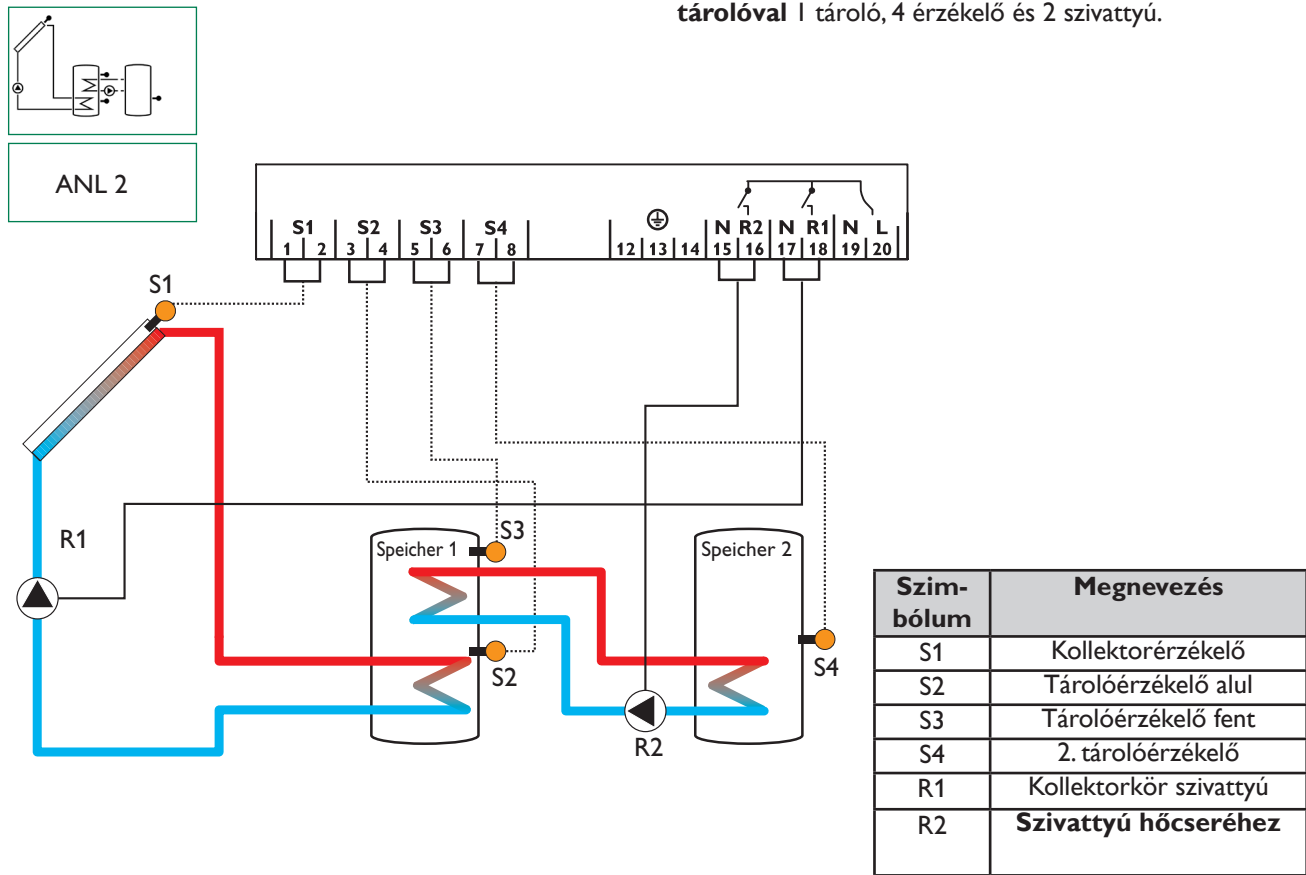 tárolóval 1 tároló, 4 érzékelő és 2 szivattyú.
ANL 2
S1 S2 S3 S4 N R2 N R1 N L
1 2 3 4 5 6 7 8 12 13 14 15 16 17 18 19 20
S1
R1
Speicher 1
S3
S2
Speicher 2
S4
R2
Szim-bólum Megnevezés
S1 Kollektorérzékelő
S2 Tárolóérzékelő alul
S3 Tárolóérzékelő fent
S4 2. tárolóérzékelő
R1 Kollektorkör szivattyú
R2 Szivattyú hőcseréhez